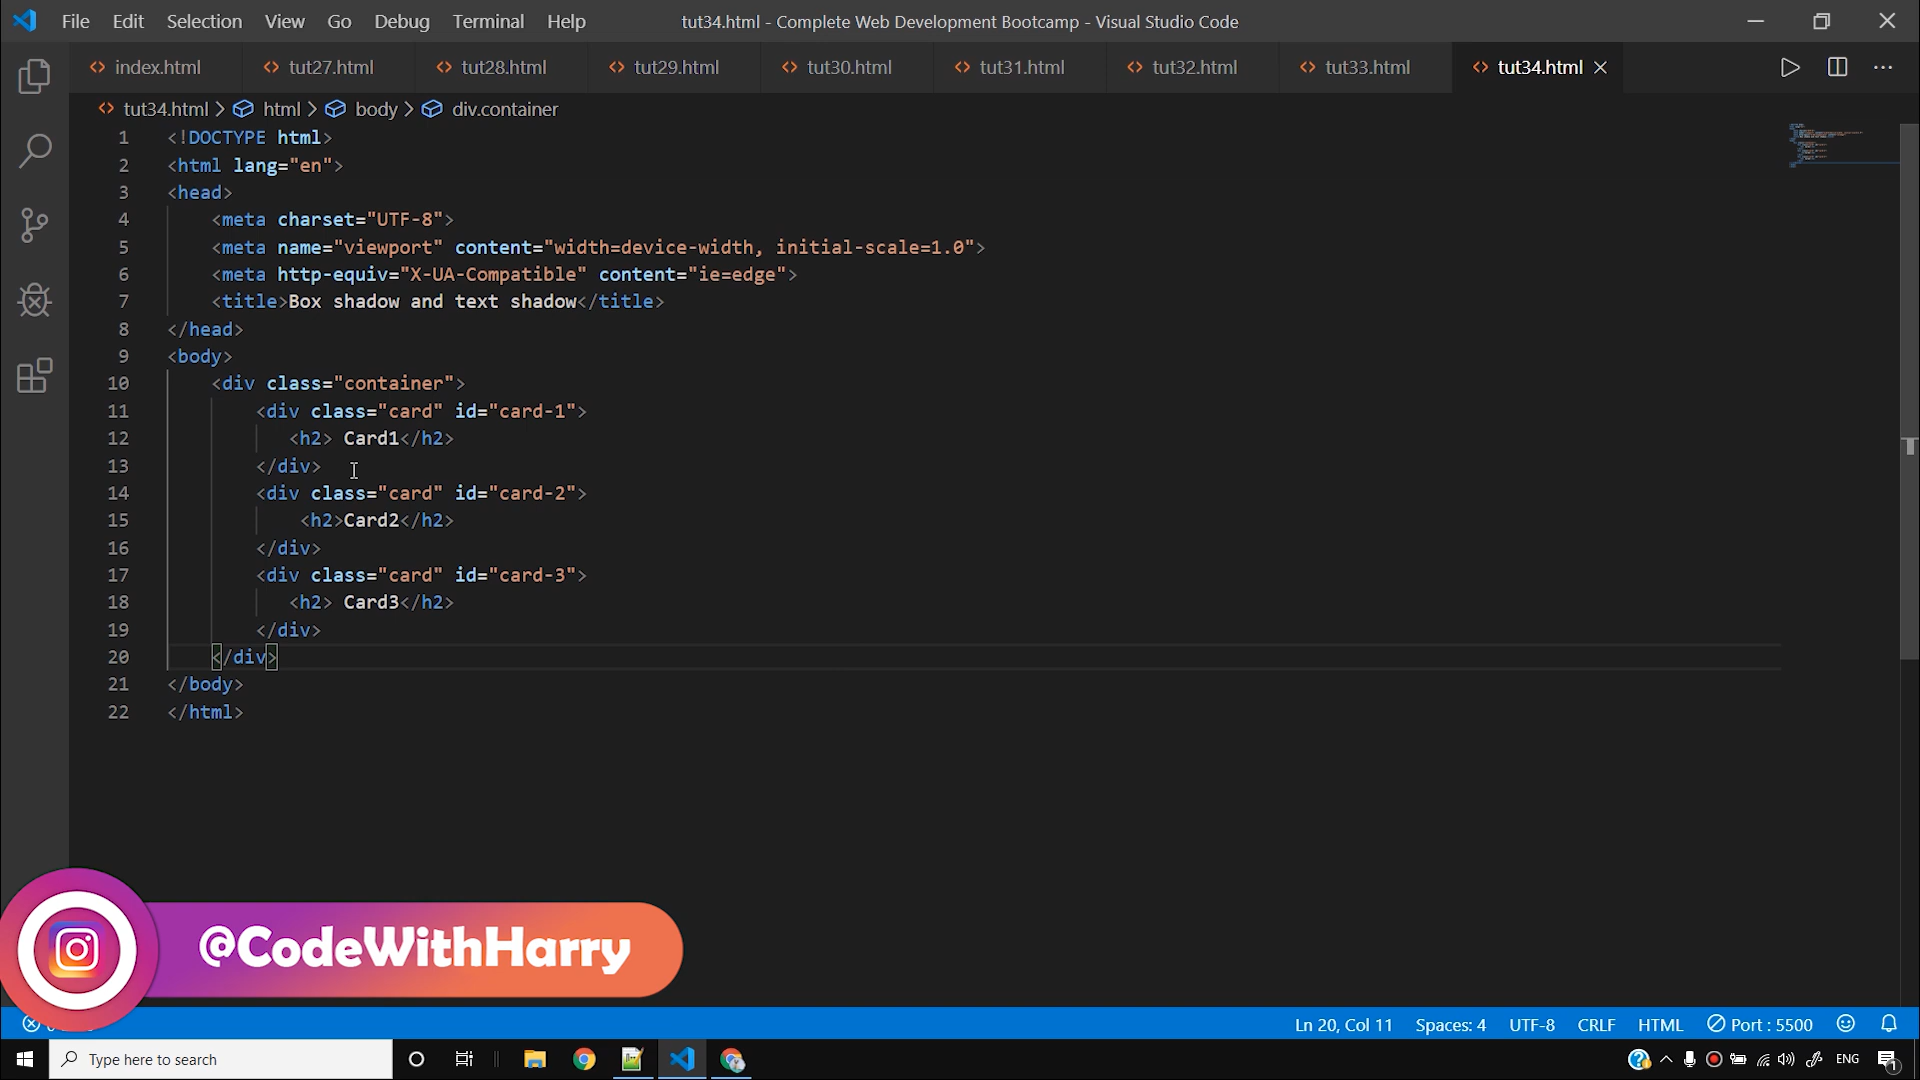 File Edit Selection View Go Debug Terminal Help tut34.html - Complete Web Development Bootcamp - Visual Studio Code
index.html tut27.html tut28.html tut29.html tut30.html tut31.html tut32.html tut33.html tut34.html
tut34.html > html > body > div.container
1 <!DOCTYPE html>
2 <html lang="en">
3 <head>
4 <meta charset="UTF-8">
5 <meta name="viewport" content="width=device-width, initial-scale=1.0">
6 <meta http-equiv="X-UA-Compatible" content="ie=edge">
7 <title>Box shadow and text shadow</title>
8 </head>
9 <body>
10 <div class="container">
11 <div class="card" id="card-1">
12 <h2> Card1</h2>
13 </div>
14 <div class="card" id="card-2">
15 <h2>Card2</h2>
16 </div>
17 <div class="card" id="card-3">
18 <h2> Card3</h2>
19 </div>
20 </div>
21 </body>
22 </html>
@CodeWithHarry
Ln 20, Col 11 Spaces: 4 UTF-8 CRLF HTML Port : 5500
Type here to search ENG 1